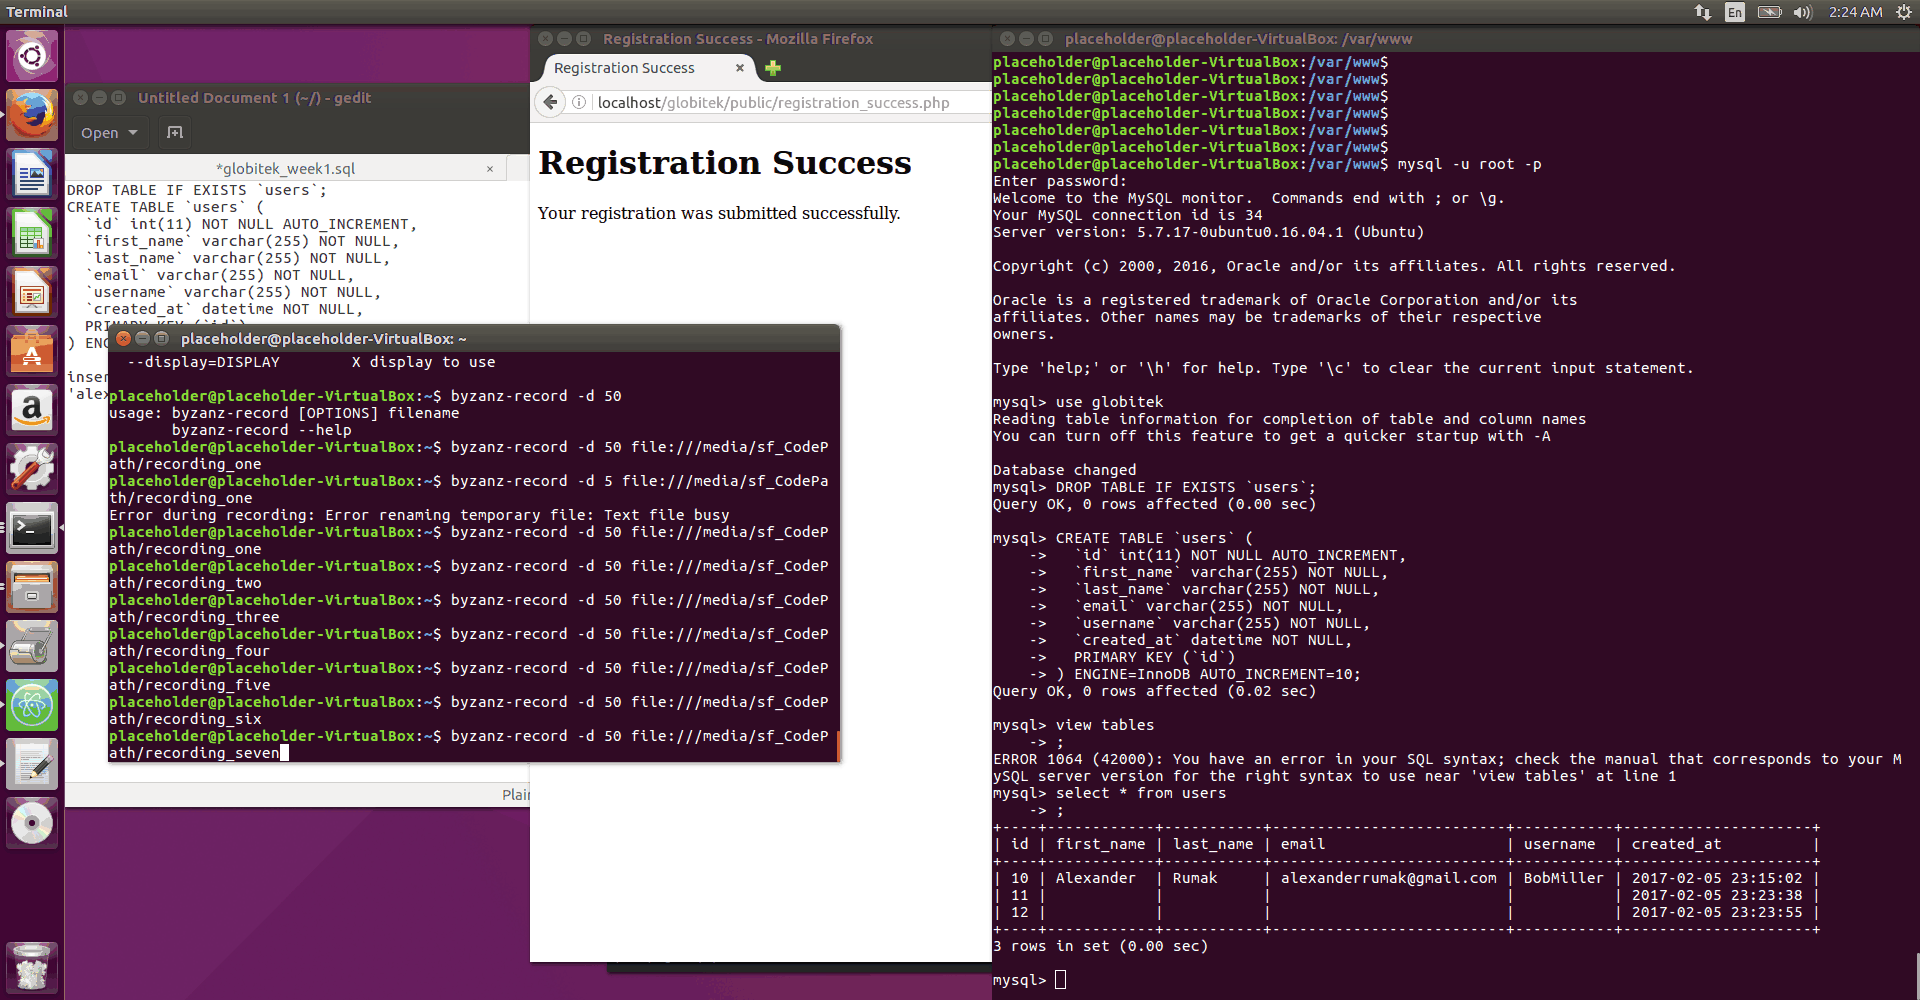 Terminal
En
2:24 AM
Untitled Document 1 (~/) - gedit
Open
*globitek_week1.sql
DROP TABLE IF EXISTS `users`;
CREATE TABLE `users` (
  `id` int(11) NOT NULL AUTO_INCREMENT,
  `first_name` varchar(255) NOT NULL,
  `last_name` varchar(255) NOT NULL,
  `email` varchar(255) NOT NULL,
  `username` varchar(255) NOT NULL,
  `created_at` datetime NOT NULL,
  PRIMARY KEY (`id`)
) ENG
inser
'alex
Plain
Registration Success - Mozilla Firefox
Registration Success
localhost/globitek/public/registration_success.php
Registration Success
Your registration was submitted successfully.
placeholder@placeholder-VirtualBox: ~
  --display=DISPLAY        X display to use
placeholder@placeholder-VirtualBox:~$ byzanz-record -d 50
usage: byzanz-record [OPTIONS] filename
       byzanz-record --help
placeholder@placeholder-VirtualBox:~$ byzanz-record -d 50 file:///media/sf_CodeP
ath/recording_one
placeholder@placeholder-VirtualBox:~$ byzanz-record -d 5 file:///media/sf_CodePa
th/recording_one
Error during recording: Error renaming temporary file: Text file busy
placeholder@placeholder-VirtualBox:~$ byzanz-record -d 50 file:///media/sf_CodeP
ath/recording_one
placeholder@placeholder-VirtualBox:~$ byzanz-record -d 50 file:///media/sf_CodeP
ath/recording_two
placeholder@placeholder-VirtualBox:~$ byzanz-record -d 50 file:///media/sf_CodeP
ath/recording_three
placeholder@placeholder-VirtualBox:~$ byzanz-record -d 50 file:///media/sf_CodeP
ath/recording_four
placeholder@placeholder-VirtualBox:~$ byzanz-record -d 50 file:///media/sf_CodeP
ath/recording_five
placeholder@placeholder-VirtualBox:~$ byzanz-record -d 50 file:///media/sf_CodeP
ath/recording_six
placeholder@placeholder-VirtualBox:~$ byzanz-record -d 50 file:///media/sf_CodeP
ath/recording_seven
placeholder@placeholder-VirtualBox: /var/www
placeholder@placeholder-VirtualBox:/var/www$
placeholder@placeholder-VirtualBox:/var/www$
placeholder@placeholder-VirtualBox:/var/www$
placeholder@placeholder-VirtualBox:/var/www$
placeholder@placeholder-VirtualBox:/var/www$
placeholder@placeholder-VirtualBox:/var/www$
placeholder@placeholder-VirtualBox:/var/www$ mysql -u root -p
Enter password:
Welcome to the MySQL monitor.  Commands end with ; or \g.
Your MySQL connection id is 34
Server version: 5.7.17-0ubuntu0.16.04.1 (Ubuntu)
Copyright (c) 2000, 2016, Oracle and/or its affiliates. All rights reserved.
Oracle is a registered trademark of Oracle Corporation and/or its
affiliates. Other names may be trademarks of their respective
owners.
Type 'help;' or '\h' for help. Type '\c' to clear the current input statement.
mysql> use globitek
Reading table information for completion of table and column names
You can turn off this feature to get a quicker startup with -A
Database changed
mysql> DROP TABLE IF EXISTS `users`;
Query OK, 0 rows affected (0.00 sec)
mysql> CREATE TABLE `users` (
    ->   `id` int(11) NOT NULL AUTO_INCREMENT,
    ->   `first_name` varchar(255) NOT NULL,
    ->   `last_name` varchar(255) NOT NULL,
    ->   `email` varchar(255) NOT NULL,
    ->   `username` varchar(255) NOT NULL,
    ->   `created_at` datetime NOT NULL,
    ->   PRIMARY KEY (`id`)
    -> ) ENGINE=InnoDB AUTO_INCREMENT=10;
Query OK, 0 rows affected (0.02 sec)
mysql> view tables
    -> ;
ERROR 1064 (42000): You have an error in your SQL syntax; check the manual that corresponds to your M
ySQL server version for the right syntax to use near 'view tables' at line 1
mysql> select * from users
    -> ;
+----+------------+-----------+--------------------------+-----------+---------------------+
| id | first_name | last_name | email                    | username  | created_at          |
+----+------------+-----------+--------------------------+-----------+---------------------+
| 10 | Alexander  | Rumak     | alexanderrumak@gmail.com | BobMiller | 2017-02-05 23:15:02 |
| 11 |            |           |                          |           | 2017-02-05 23:23:38 |
| 12 |            |           |                          |           | 2017-02-05 23:23:55 |
+----+------------+-----------+--------------------------+-----------+---------------------+
3 rows in set (0.00 sec)
mysql>